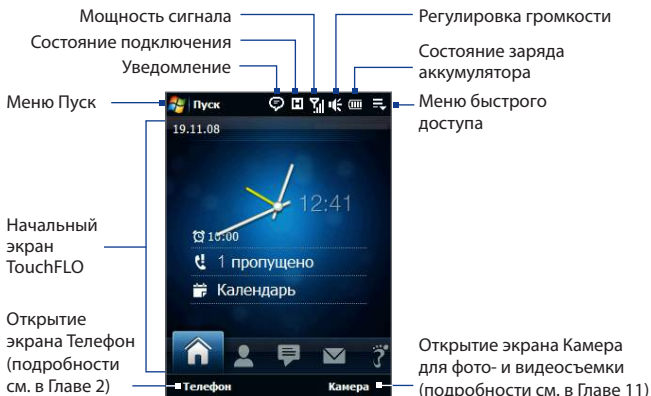 Мощность сигнала
Состояние подключения
Уведомление
Регулировка громкости
Состояние заряда
аккумулятора
Меню быстрого
доступа
Меню Пуск
Пуск
19.11.08
12:41
10:00
1 пропущено
Календарь
Начальный
экран
TouchFLO
Открытие
экрана Телефон
(подробности
см. в Главе 2)
Телефон
Камера
Открытие экрана Камера
для фото- и видеосъемки
(подробности см. в Главе 11)